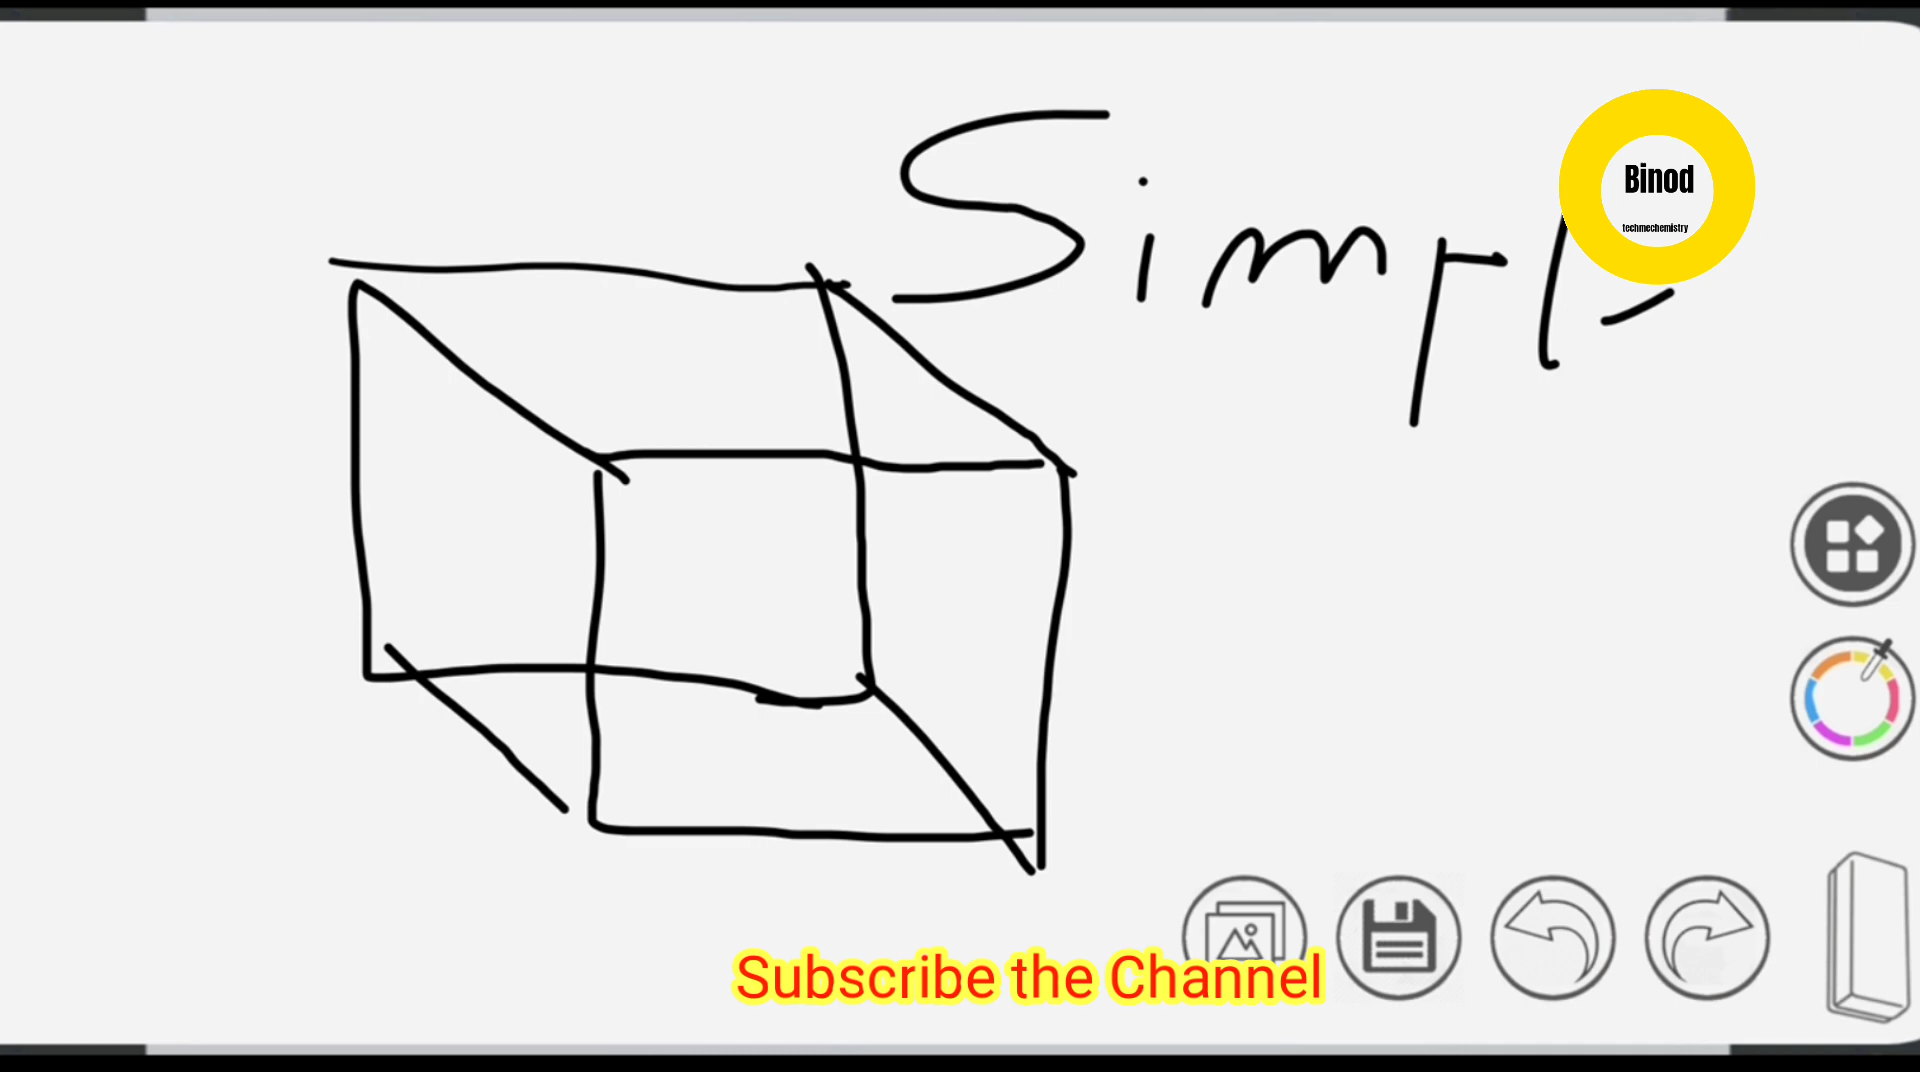 Simpl
Binod
techmechemistry
Subscribe the Channel